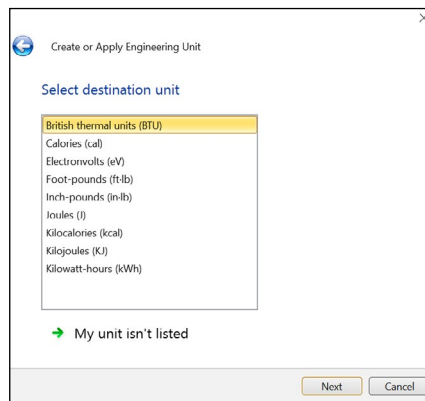 Create or Apply Engineering Unit
Select destination unit
British thermal units (BTU)
Calories (cal)
Electronvolts (eV)
Foot-pounds (ft·lb)
Inch-pounds (in·lb)
Joules (J)
Kilocalories (kcal)
Kilojoules (KJ)
Kilowatt-hours (kWh)
My unit isn't listed
Next
Cancel